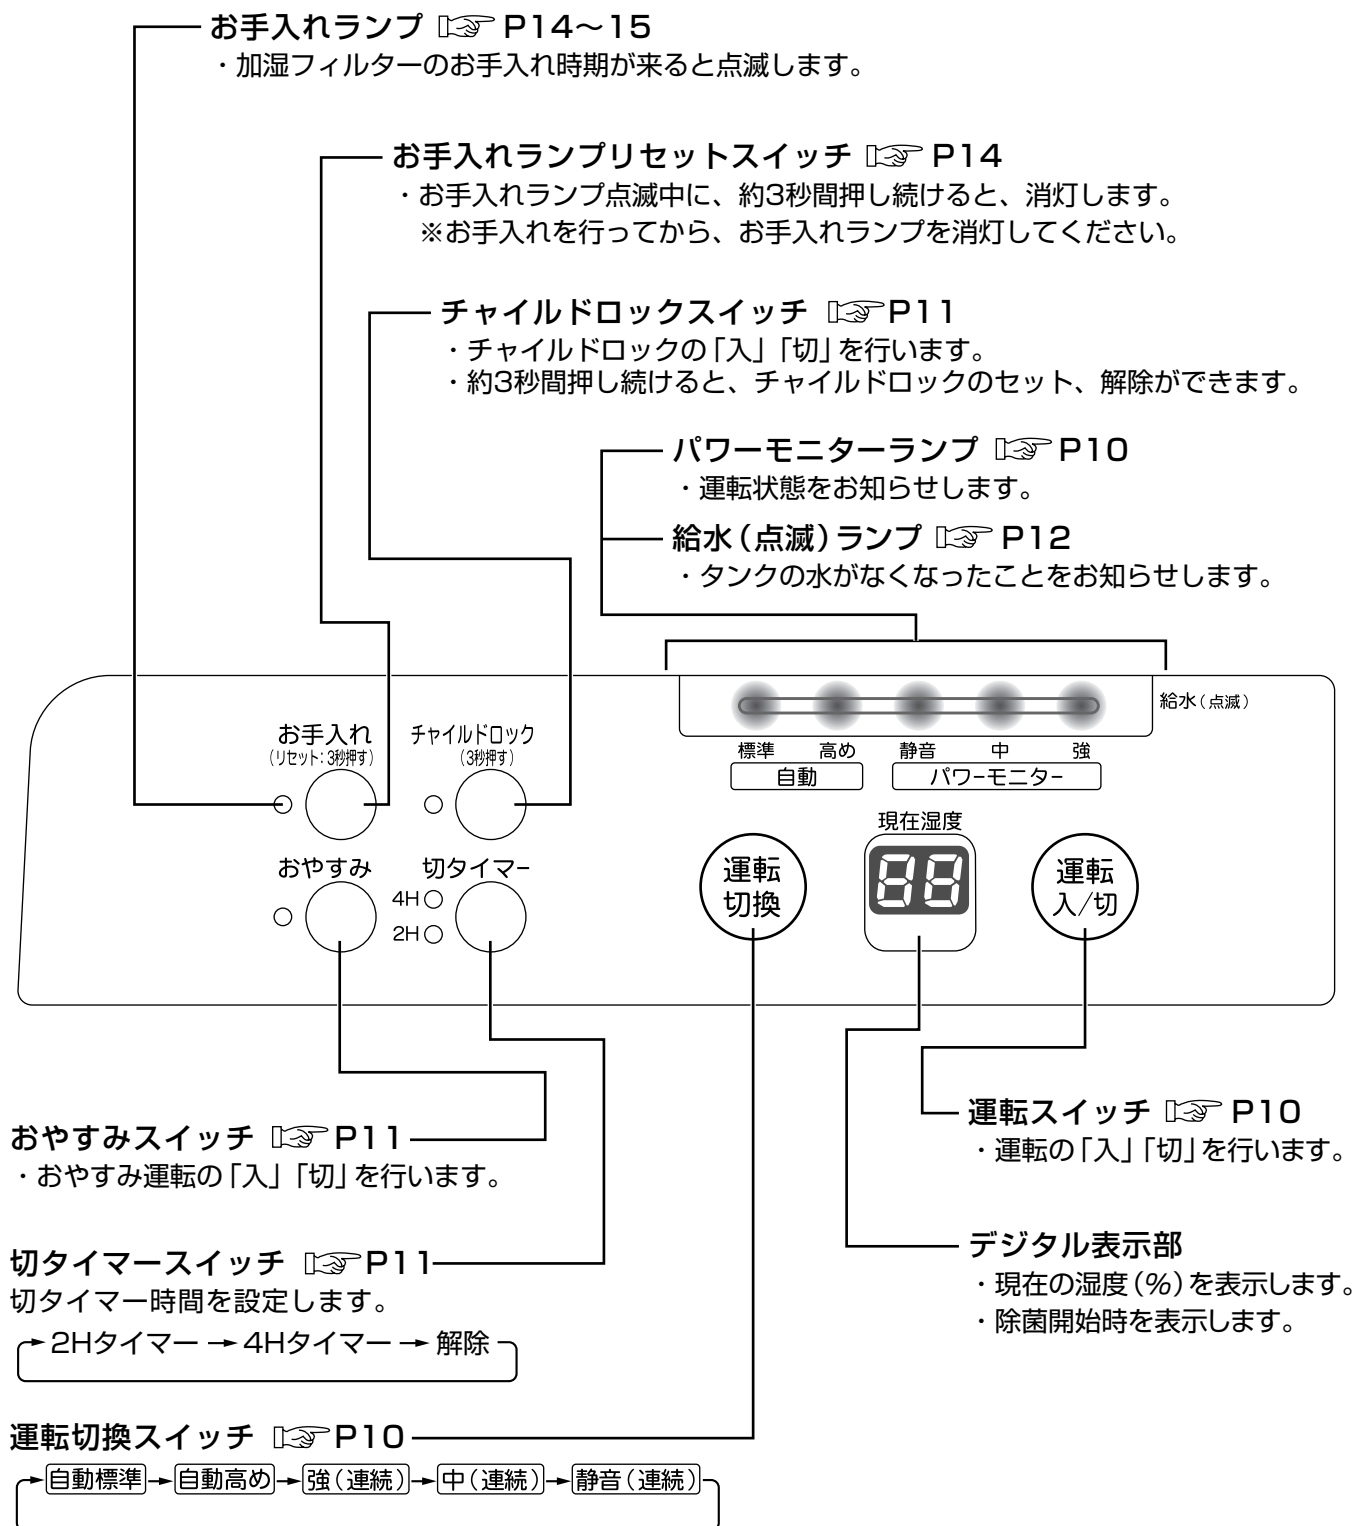 お手入れランプ ☞ P14～15
・加湿フィルターのお手入れ時期が来ると点滅します。
お手入れランプリセットスイッチ ☞ P14
・お手入れランプ点滅中に、約3秒間押し続けると、消灯します。
※お手入れを行ってから、お手入れランプを消灯してください。
チャイルドロックスイッチ ☞ P11
・チャイルドロックの「入」「切」を行います。
・約3秒間押し続けると、チャイルドロックのセット、解除ができます。
パワーモニターランプ ☞ P10
・運転状態をお知らせします。
給水（点滅）ランプ ☞ P12
・タンクの水がなくなったことをお知らせします。
給水（点滅）
お手入れ
（リセット：3秒押す）
チャイルドロック
（3秒押す）
標準 高め 静音 中 強
自動 パワーモニター
おやすみ
切タイマー
4H
2H
運転
切換
現在湿度
88
運転
入/切
おやすみスイッチ ☞ P11
・おやすみ運転の「入」「切」を行います。
切タイマースイッチ ☞ P11
切タイマー時間を設定します。
→ 2Hタイマー → 4Hタイマー → 解除
運転切換スイッチ ☞ P10
→ 自動標準 → 自動高め → 強（連続） → 中（連続） → 静音（連続）
運転スイッチ ☞ P10
・運転の「入」「切」を行います。
デジタル表示部
・現在の湿度（%）を表示します。
・除菌開始時を表示します。